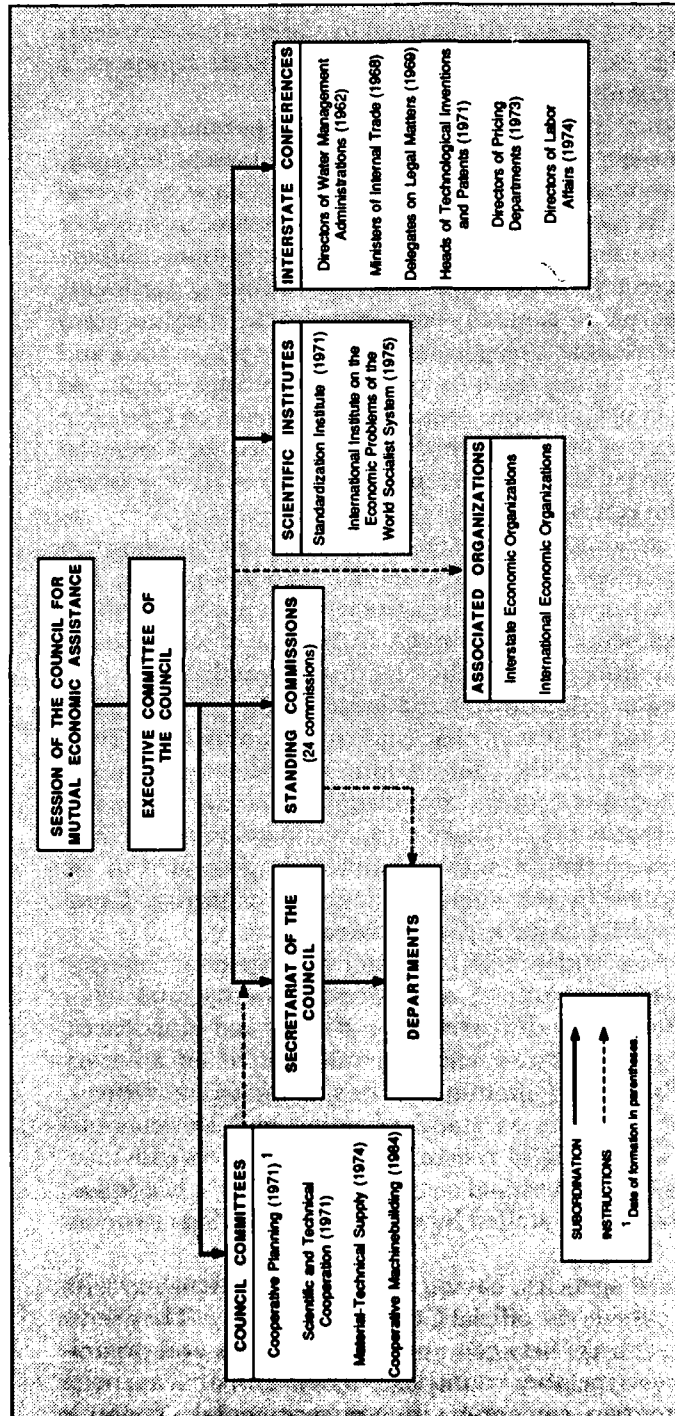 SESSION OF THE COUNCIL FOR
MUTUAL ECONOMIC ASSISTANCE
EXECUTIVE COMMITTEE OF
THE COUNCIL
COUNCIL COMMITTEES
Cooperative Planning (1971) 1
Scientific and Technical
Cooperation (1971)
Material-Technical Supply (1974)
Cooperative Machinebuilding (1984)
SECRETARIAT OF THE
COUNCIL
DEPARTMENTS
STANDING COMMISSIONS
(24 commissions)
SCIENTIFIC INSTITUTES
Standardization Institute (1971)
International Institute on the
Economic Problems of the
World Socialist System (1975)
INTERSTATE CONFERENCES
Directors of Water Management
Administrations (1962)
Ministers of Internal Trade (1968)
Delegates on Legal Matters (1969)
Heads of Technological Inventions
and Patents (1971)
Directors of Pricing
Departments (1973)
Directors of Labor
Affairs (1974)
ASSOCIATED ORGANIZATIONS
Interstate Economic Organizations
International Economic Organizations
SUBORDINATION
INSTRUCTIONS
1 Date of formation in parentheses.